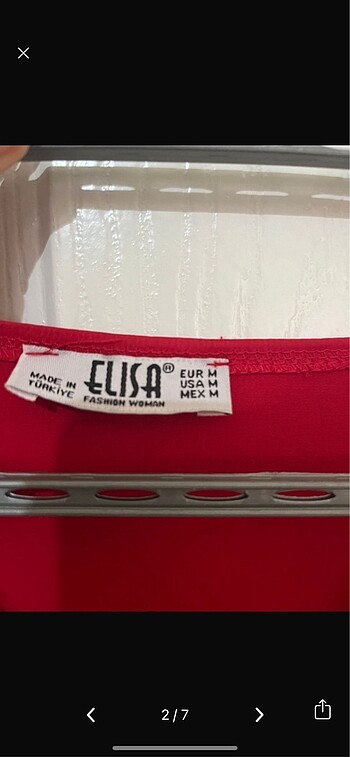 MADE IN
TÜRKİYE
ELISA®
FASHION WOMAN
EUR M
USA M
MEX M
2/7